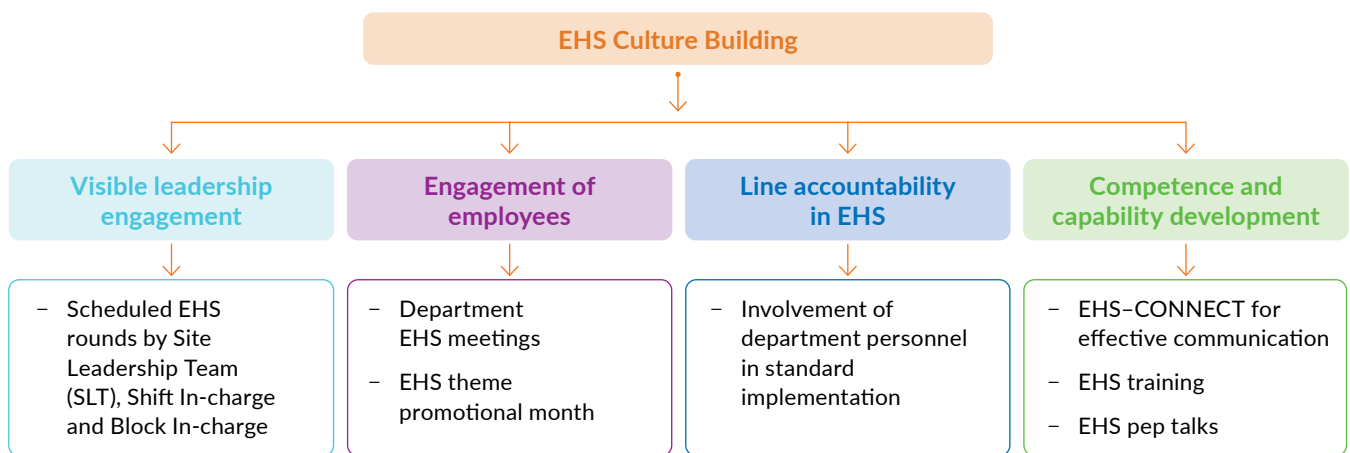 EHS Culture Building
Visible leadership
engagement
Engagement of
employees
Line accountability
in EHS
Competence and
capability development
– Scheduled EHS
rounds by Site
Leadership Team
(SLT), Shift In-charge
and Block In-charge
– Department
EHS meetings
– EHS theme
promotional month
– Involvement of
department personnel
in standard
implementation
– EHS–CONNECT for
effective communication
– EHS training
– EHS pep talks